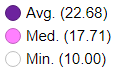 Avg. (22.68)
Med. (17.71)
Min. (10.00)